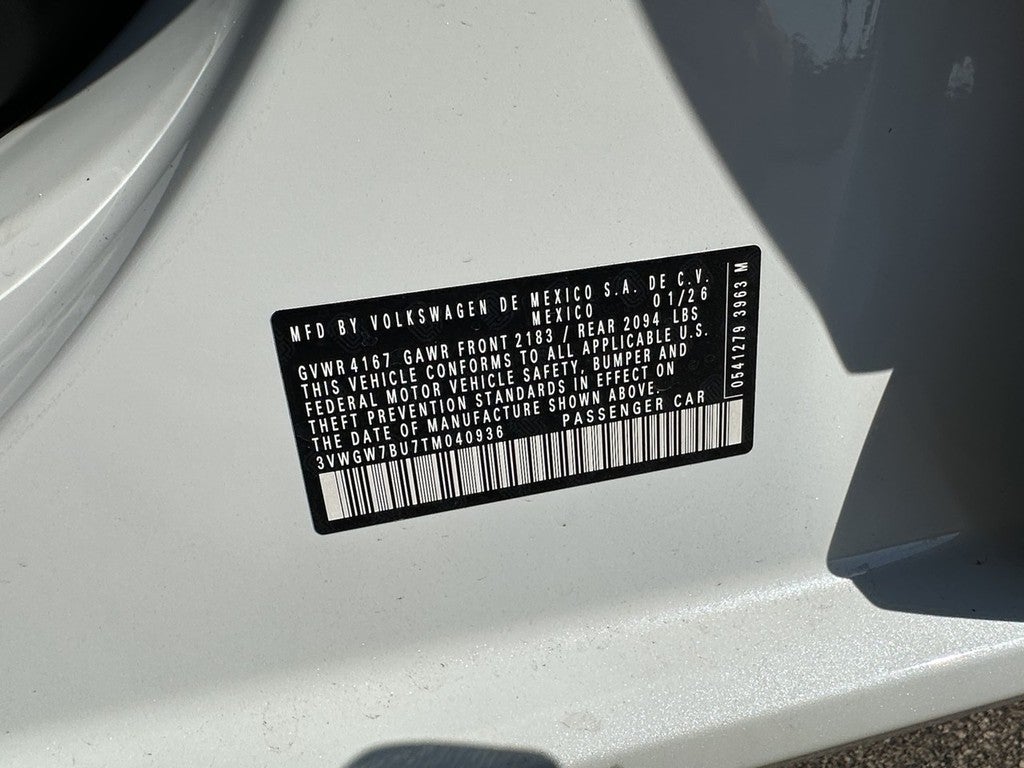 MFD BY VOLKSWAGEN DE MEXICO S.A. DE C.V.
MEXICO 01/26
GVWR 4167 GAWR FRONT 2183 / REAR 2094 LBS
THIS VEHICLE CONFORMS TO ALL APPLICABLE U.S.
FEDERAL MOTOR VEHICLE SAFETY, BUMPER AND
THEFT PREVENTION STANDARDS IN EFFECT ON
THE DATE OF MANUFACTURE SHOWN ABOVE.
3VWGW7BU7TM040936 PASSENGER CAR
0541279 3963 M